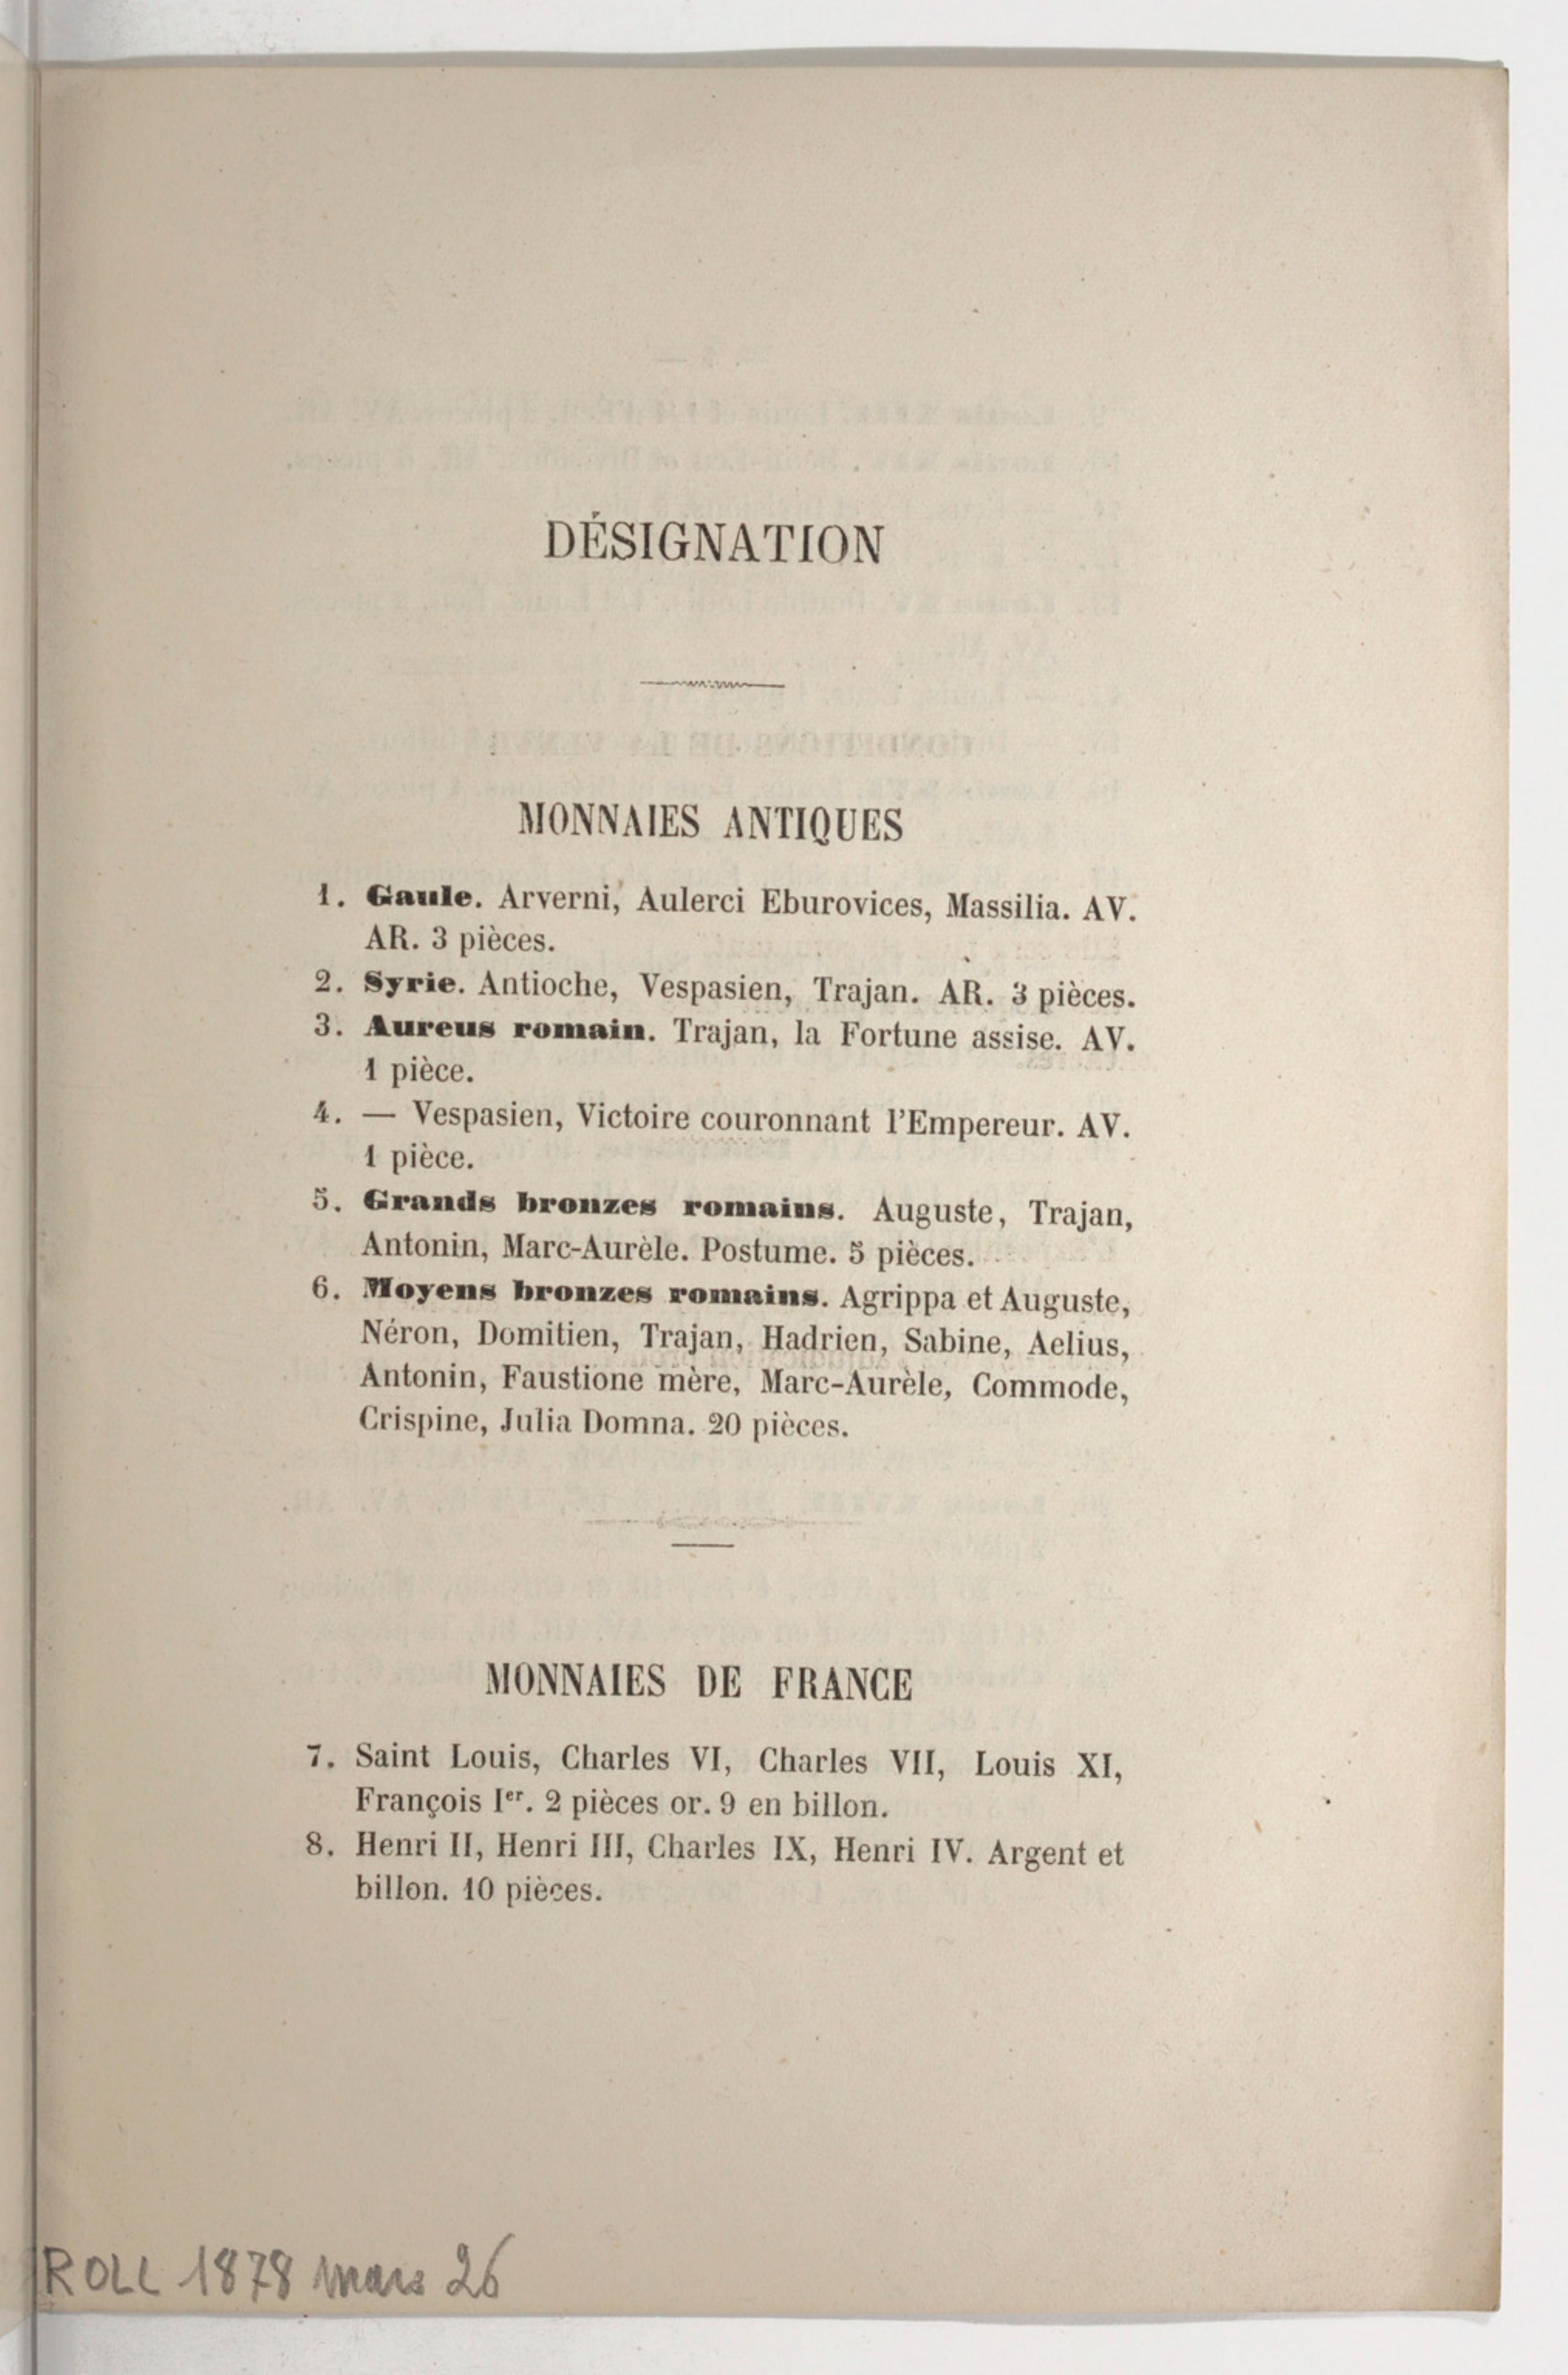 DÉSIGNATION
MONNAIES ANTIQUES
1. Gaule. Arverni, Aulerci Eburovices, Massilia. AV.
AR. 3 pièces.
2. Syrie. Antioche, Vespasien, Trajan. AR. 3 pièces.
3. Aureus romain. Trajan, la Fortune assise. AV.
1 pièce.
4. — Vespasien, Victoire couronnant l'Empereur. AV.
1 pièce.
5. Grands bronzes romains. Auguste, Trajan,
Antonin, Marc-Aurèle. Postume. 5 pièces.
6. Moyens bronzes romains. Agrippa et Auguste,
Néron, Domitien, Trajan, Hadrien, Sabine, Aelius,
Antonin, Faustione mère, Marc-Aurèle, Commode,
Crispine, Julia Domna. 20 pièces.
MONNAIES DE FRANCE
7. Saint Louis, Charles VI, Charles VII, Louis XI,
François Ier. 2 pièces or. 9 en billon.
8. Henri II, Henri III, Charles IX, Henri IV. Argent et
billon. 10 pièces.
ROLL 1878 mars 26